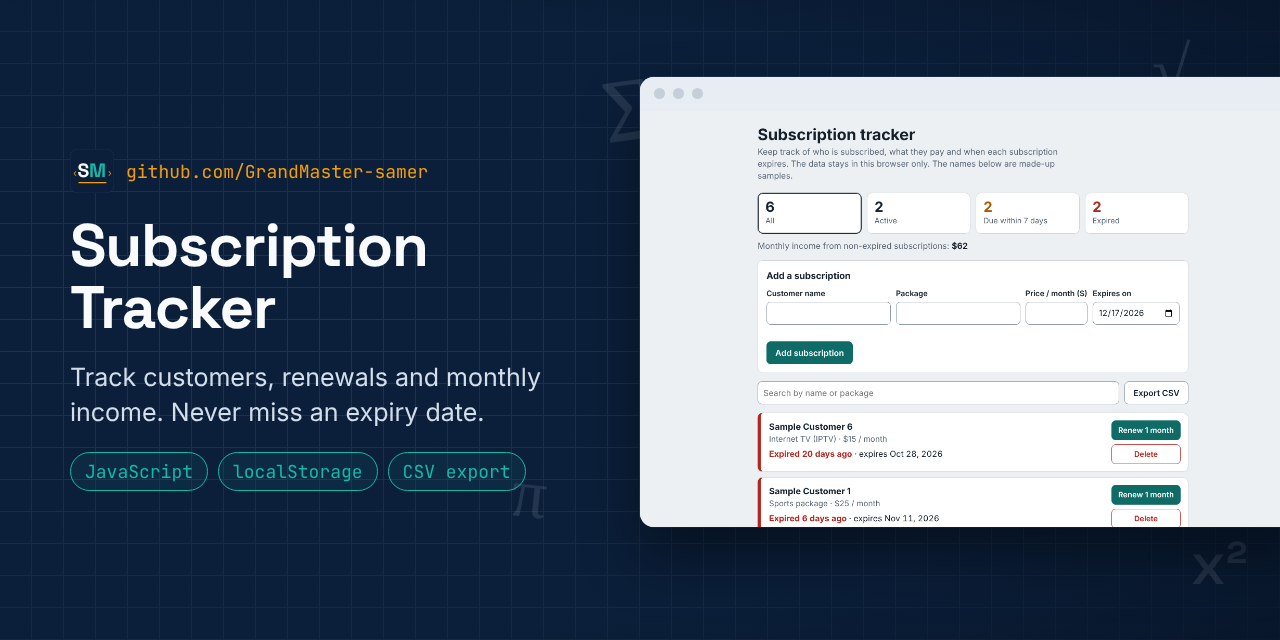 ‹SM›
github.com/GrandMaster-samer
Subscription
Tracker
Track customers, renewals and monthly
income. Never miss an expiry date.
JavaScript
localStorage
CSV export
Σ
√
π
x²
Subscription tracker
Keep track of who is subscribed, what they pay and when each subscription
expires. The data stays in this browser only. The names below are made-up
samples.
6
All
2
Active
2
Due within 7 days
2
Expired
Monthly income from non-expired subscriptions: $62
Add a subscription
Customer name
Package
Price / month ($)
Expires on
12/17/2026
Add subscription
Search by name or package
Export CSV
Sample Customer 6
Internet TV (IPTV) · $15 / month
Expired 20 days ago · expires Oct 28, 2026
Renew 1 month
Delete
Sample Customer 1
Sports package · $25 / month
Expired 6 days ago · expires Nov 11, 2026
Renew 1 month
Delete